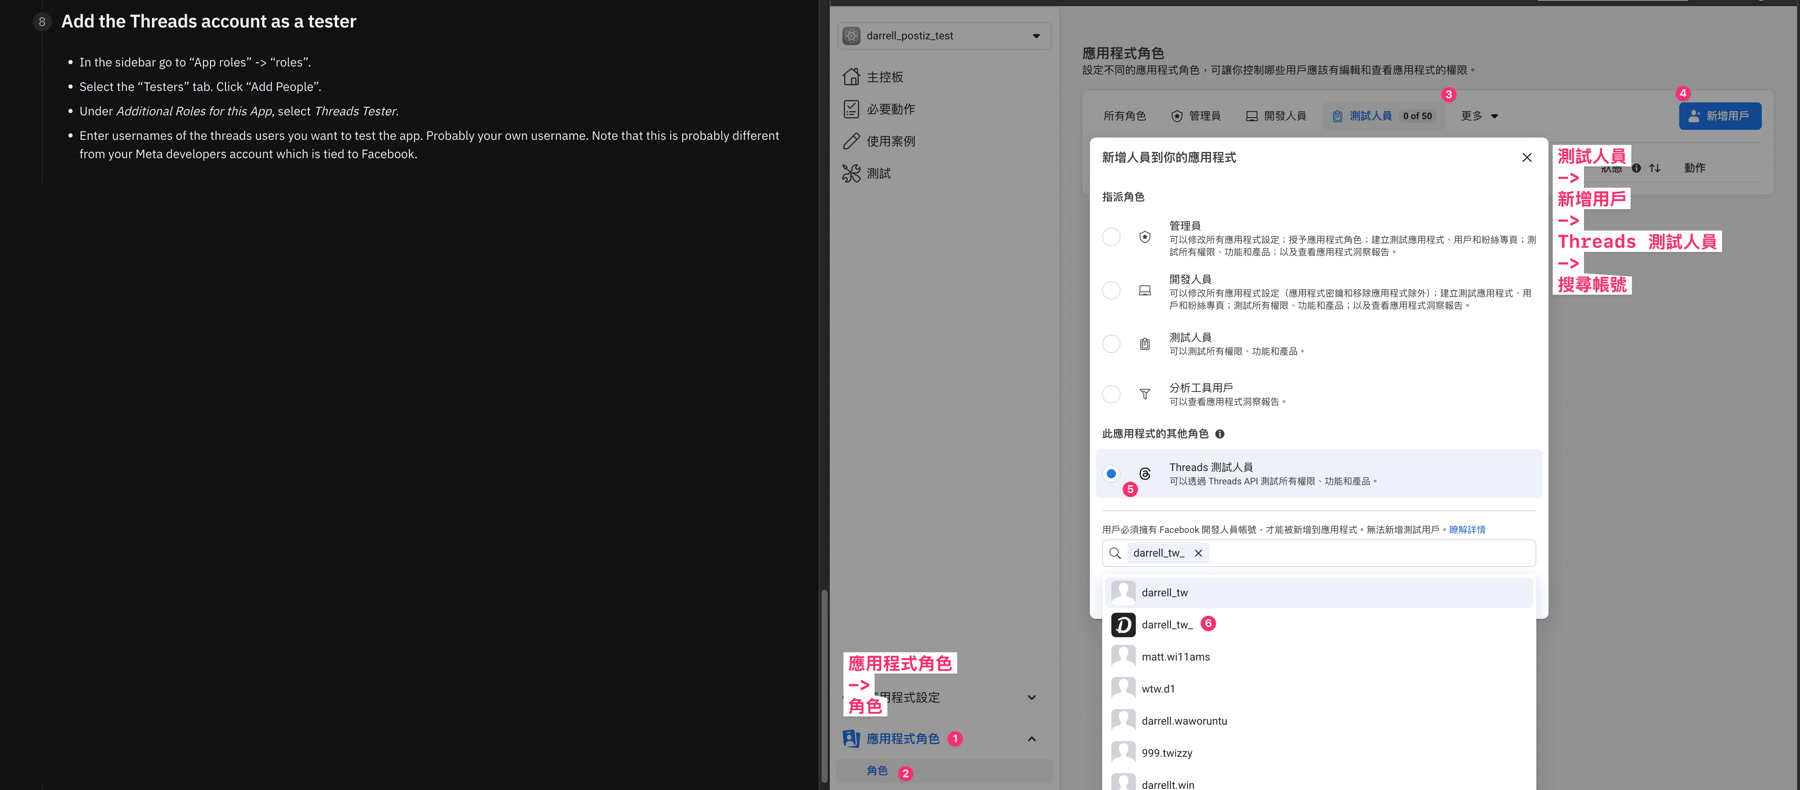 8 Add the Threads account as a tester
In the sidebar go to “App roles” -> “roles”.
Select the “Testers” tab. Click “Add People”.
Under Additional Roles for this App, select Threads Tester.
Enter usernames of the threads users you want to test the app. Probably your own username. Note that this is probably different
from your Meta developers account which is tied to Facebook.
darrell_postiz_test
主控板
必要動作
使用案例
測試
應用程式角色
->
角色
用程式設定
應用程式角色 1
角色 2
應用程式角色
設定不同的應用程式角色，可讓你控制哪些用戶應該有編輯和查看應用程式的權限。
所有角色 管理員 開發人員 測試人員 0 of 50 3 更多 4 新增用戶
狀態 動作
測試人員
->
新增用戶
->
Threads 測試人員
->
搜尋帳號
新增人員到你的應用程式
指派角色
管理員
可以修改所有應用程式設定；授予應用程式角色；建立測試應用程式、用戶和粉絲專頁；測
試所有權限、功能和產品；以及查看應用程式洞察報告。
開發人員
可以修改所有應用程式設定（應用程式密鑰和移除應用程式除外）；建立測試應用程式、用
戶和粉絲專頁；測試所有權限、功能和產品；以及查看應用程式洞察報告。
測試人員
可以測試所有權限、功能和產品。
分析工具用戶
可以查看應用程式洞察報告。
此應用程式的其他角色
Threads 測試人員
可以透過 Threads API 測試所有權限、功能和產品。
5
用戶必須擁有 Facebook 開發人員帳號，才能被新增到應用程式。無法新增測試用戶。瞭解詳情
darrell_tw_
darrell_tw
darrell_tw_ 6
matt.wi11ams
wtw.d1
darrell.waworuntu
999.twizzy
darrellt.win